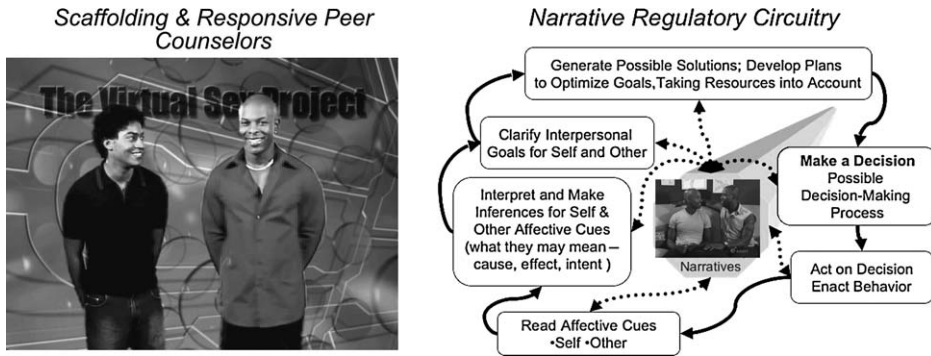 Scaffolding & Responsive Peer
Counselors
The Virtual Sex Project
Narrative Regulatory Circuitry
Generate Possible Solutions; Develop Plans
to Optimize Goals,Taking Resources into Account
Clarify Interpersonal
Goals for Self and Other
Interpret and Make
Inferences for Self &
Other Affective Cues
(what they may mean—
cause, effect, intent )
Make a Decision
Possible
Decision-Making
Process
Narratives
Act on Decision
Enact Behavior
Read Affective Cues
•Self •Other